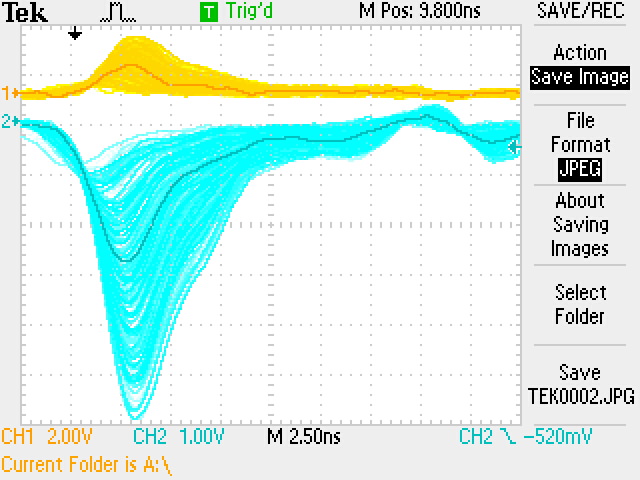 Tek
T Trig'd
M Pos: 9.800ns
SAVE/REC
Action
Save Image
File
Format
JPEG
About
Saving
Images
Select
Folder
Save
TEK0002.JPG
1
2
CH1 2.00V
CH2 1.00V
M 2.50ns
CH2 \ -520mV
Current Folder is A:\